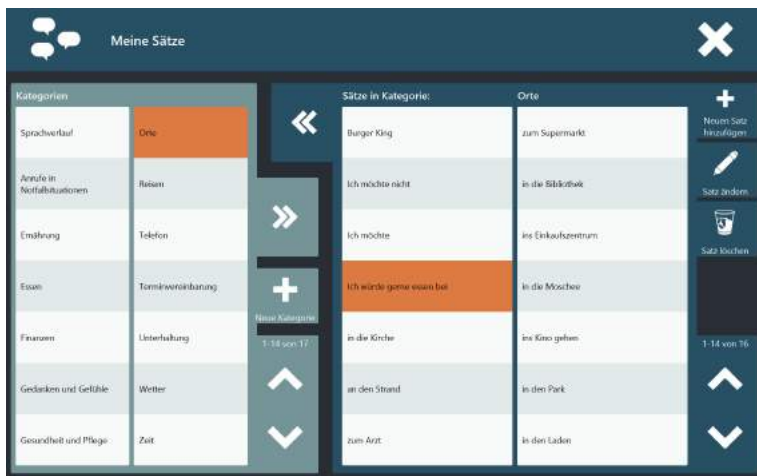 Meine Sätze
Kategorien
Sprachverlauf
Orte
Anrufe in
Notfallsituationen
Reisen
Ernährung
Telefon
Essen
Terminvereinbarung
Finanzen
Unterhaltung
Gedanken und Gefühle
Wetter
Gesundheit und Pflege
Zeit
Neue Kategorie
1-14 von 17
Sätze in Kategorie:
Orte
Burger King
zum Supermarkt
Ich möchte nicht
in die Bibliothek
Ich möchte
ins Einkaufszentrum
Ich würde gerne essen bei
in die Moschee
in die Kirche
ins Kino gehen
an den Strand
in den Park
zum Arzt
in den Laden
Neuen Satz
hinzufügen
Satz ändern
Satz löschen
1-14 von 16